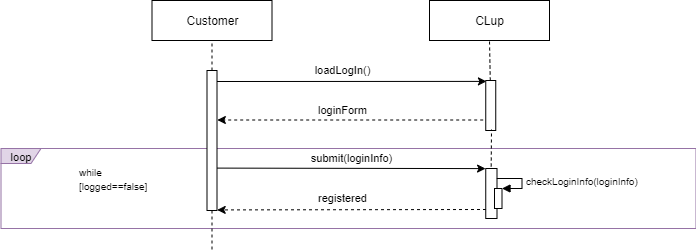 Customer
CLup
loadLogIn()
loginForm
loop
submit(loginInfo)
while
[logged==false]
checkLoginInfo(loginInfo)
registered